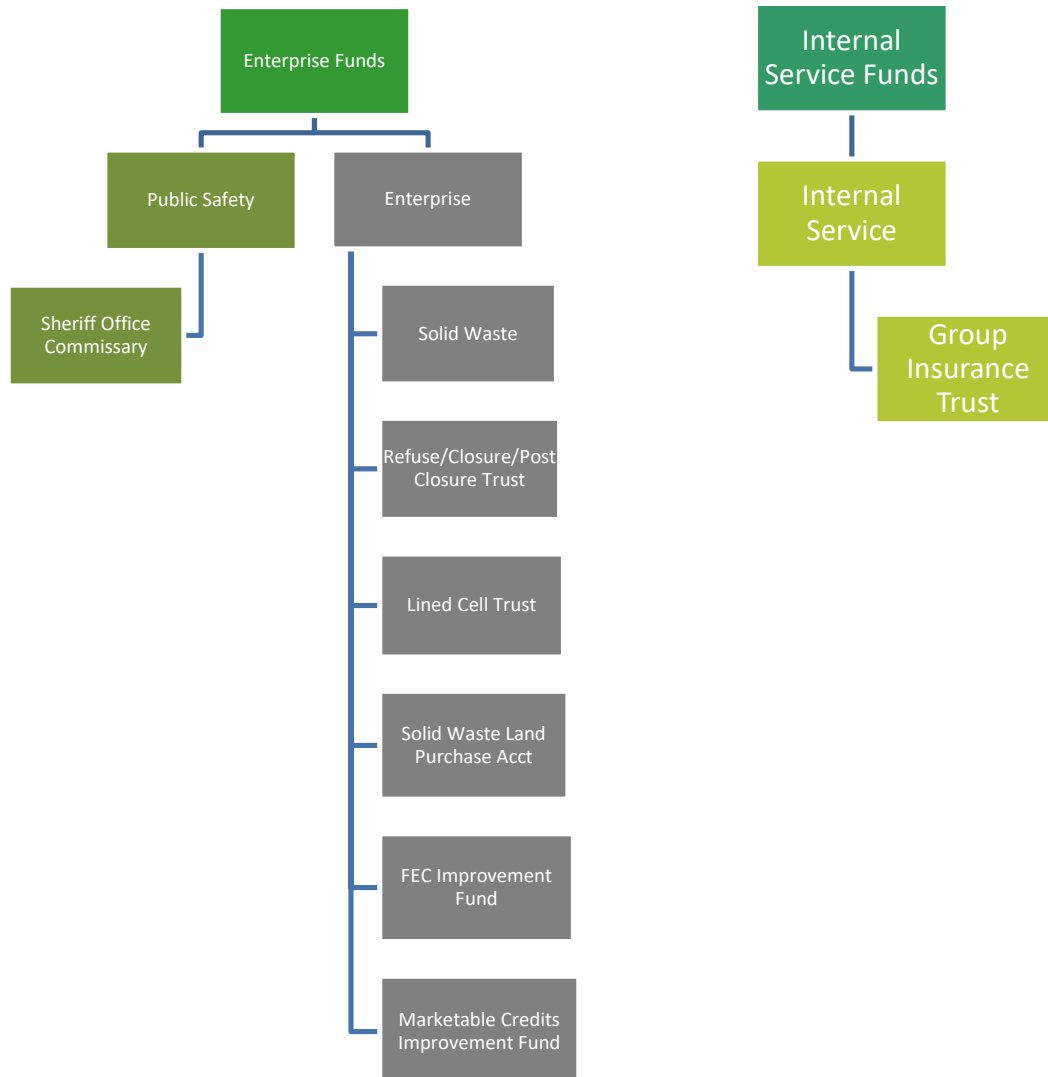 Enterprise Funds
Public Safety
Enterprise
Sheriff Office
Commissary
Solid Waste
Refuse/Closure/Post
Closure Trust
Lined Cell Trust
Solid Waste Land
Purchase Acct
FEC Improvement
Fund
Marketable Credits
Improvement Fund
Internal
Service Funds
Internal
Service
Group
Insurance
Trust